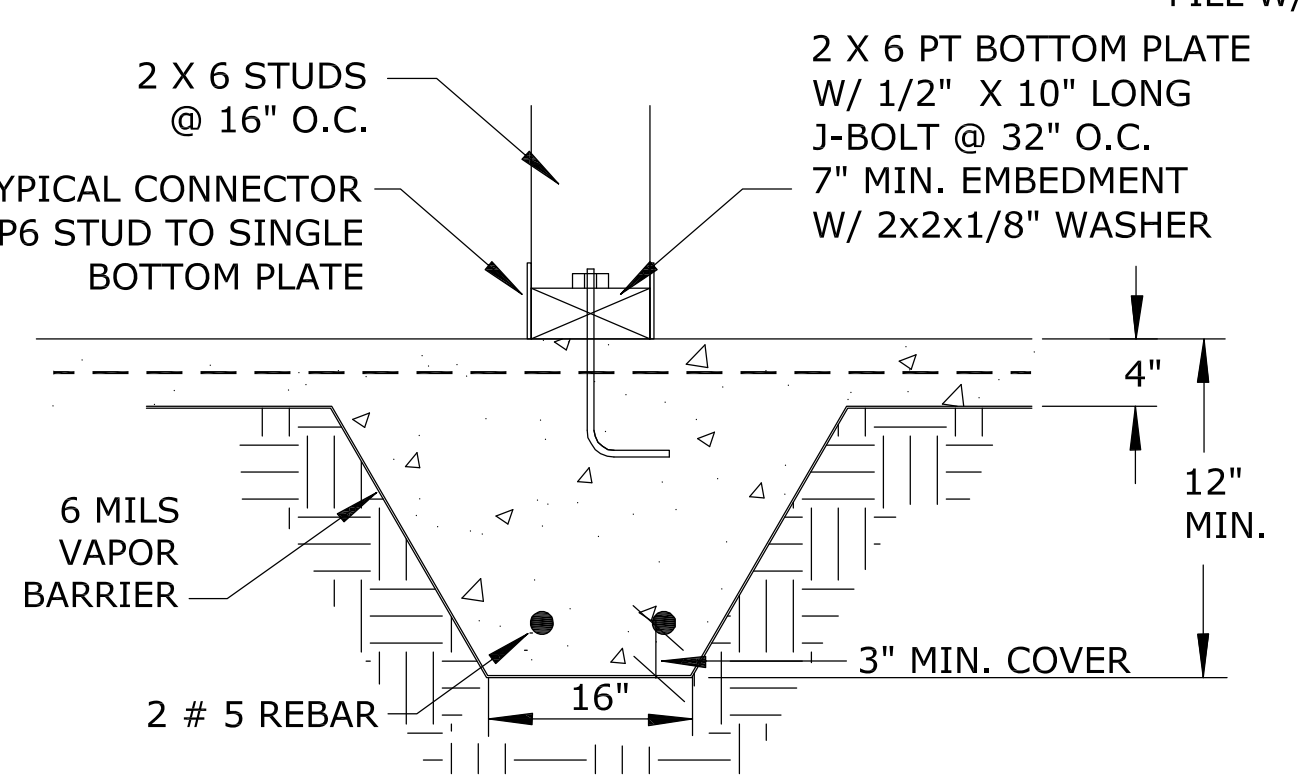 2 X 6 STUDS
@ 16" O.C.
CONNECTOR
STUD TO SINGLE
BOTTOM PLATE
2 X 6 PT BOTTOM PLATE
W/ 1/2" X 10" LONG
J-BOLT @ 32" O.C.
7" MIN. EMBEDMENT
W/ 2x2x1/8" WASHER
4"
12"
MIN.
6 MILS
VAPOR
BARRIER
3" MIN. COVER
16"
2 # 5 REBAR